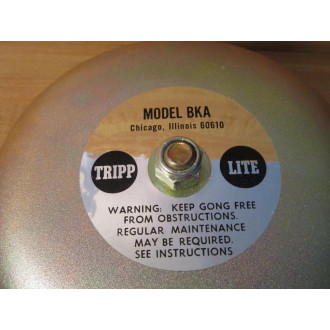 MODEL BKA
Chicago, Illinois 60610
TRIPP LITE
WARNING: KEEP GONG FREE
FROM OBSTRUCTIONS.
REGULAR MAINTENANCE
MAY BE REQUIRED.
SEE INSTRUCTIONS